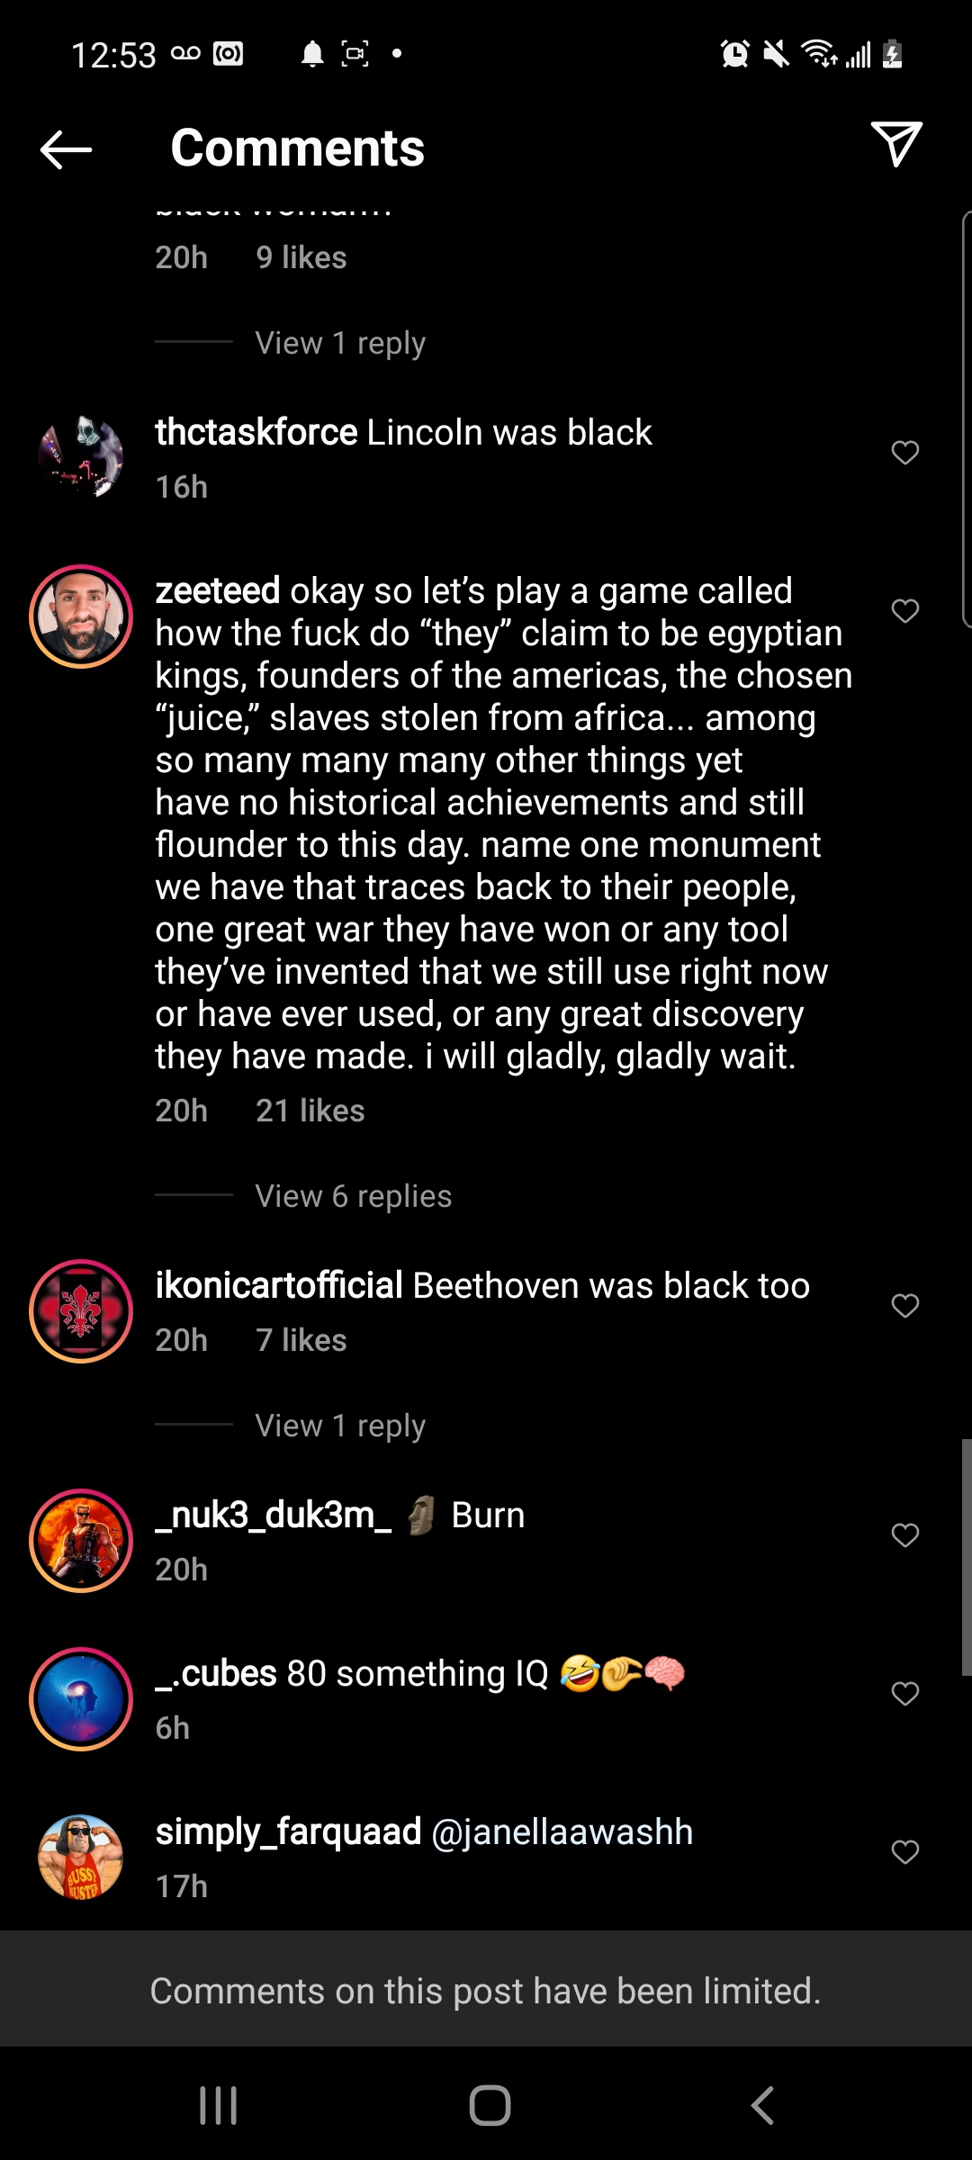 12:53
Comments
20h 9 likes
View 1 reply
thctaskforce Lincoln was black
16h
zeeteed okay so let’s play a game called
how the fuck do “they” claim to be egyptian
kings, founders of the americas, the chosen
“juice,” slaves stolen from africa... among
so many many many other things yet
have no historical achievements and still
flounder to this day. name one monument
we have that traces back to their people,
one great war they have won or any tool
they’ve invented that we still use right now
or have ever used, or any great discovery
they have made. i will gladly, gladly wait.
20h 21 likes
View 6 replies
ikonicartofficial Beethoven was black too
20h 7 likes
View 1 reply
_nuk3_duk3m_ 🗿 Burn
20h
_.cubes 80 something IQ 🤣🤏🧠
6h
simply_farquaad @janellaawashh
17h
Comments on this post have been limited.